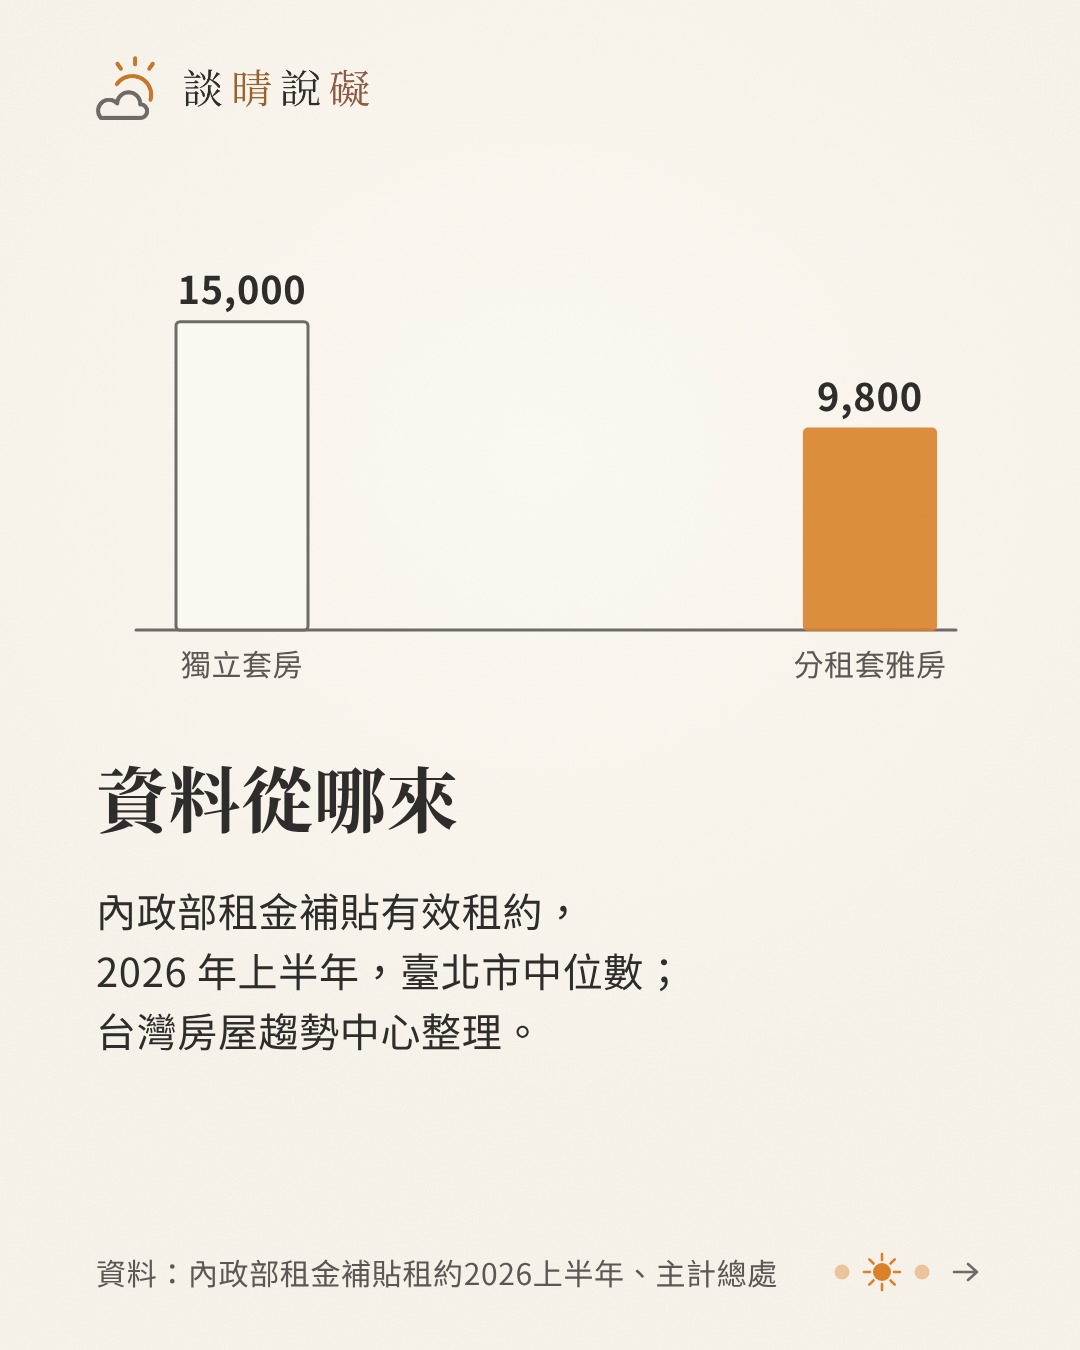 談晴說礙
15,000
9,800
獨立套房
分租套雅房
資料從哪來
內政部租金補貼有效租約，
2026 年上半年，臺北市中位數；
台灣房屋趨勢中心整理。
資料：內政部租金補貼租約2026上半年、主計總處